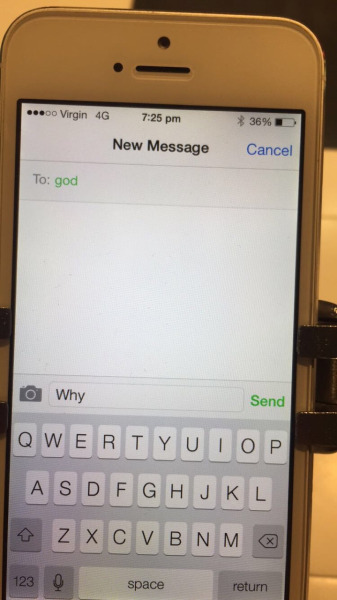 Virgin 4G 7:25 pm 36%
New Message Cancel
To: god
Why Send
Q W E R T Y U I O P
A S D F G H J K L
Z X C V B N M
123 space return